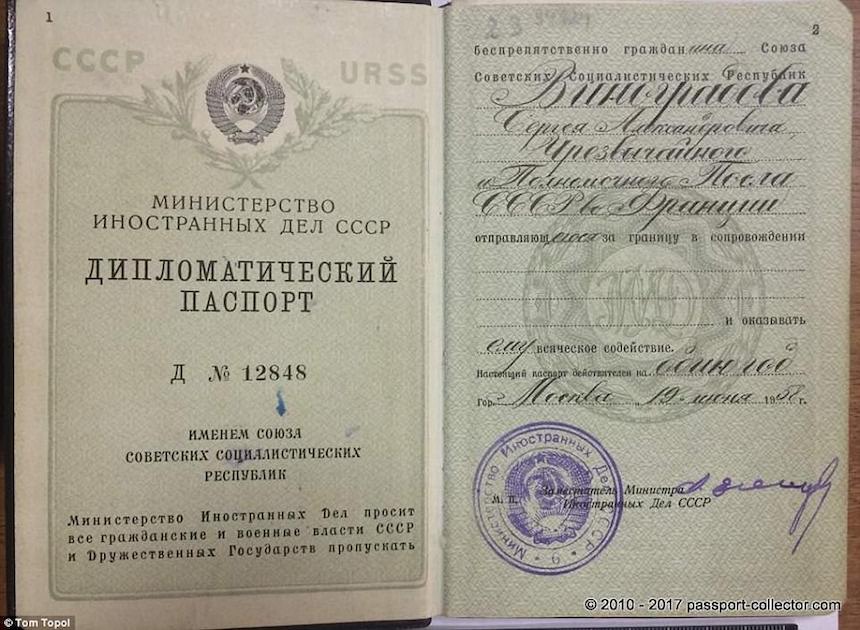 1
СССР
URSS
МИНИСТЕРСТВО
ИНОСТРАННЫХ ДЕЛ СССР
ДИПЛОМАТИЧЕСКИЙ
ПАСПОРТ
Д № 12848
ИМЕНЕМ СОЮЗА
СОВЕТСКИХ СОЦИАЛИСТИЧЕСКИХ
РЕСПУБЛИК
Министерство Иностранных Дел просит
все гражданские и военные власти СССР
и Дружественных Государств пропускать
2
беспрепятственно гражданина Союза
Советских Социалистических Республик
Виноградова
Сергея Александровича
Чрезвычайного
и Полномочного Посла
СССР во Франции
отправляющегося за границу в сопровождении
и оказывать
ему всяческое содействие.
Настоящий паспорт действителен на один год
Гор. Москва „19" июня 1958 г.
Министерство Иностранных Дел СССР
9
М. П.
Заместитель Министра
Иностранных Дел СССР
© Tom Topol
© 2010 - 2017 passport-collector.com